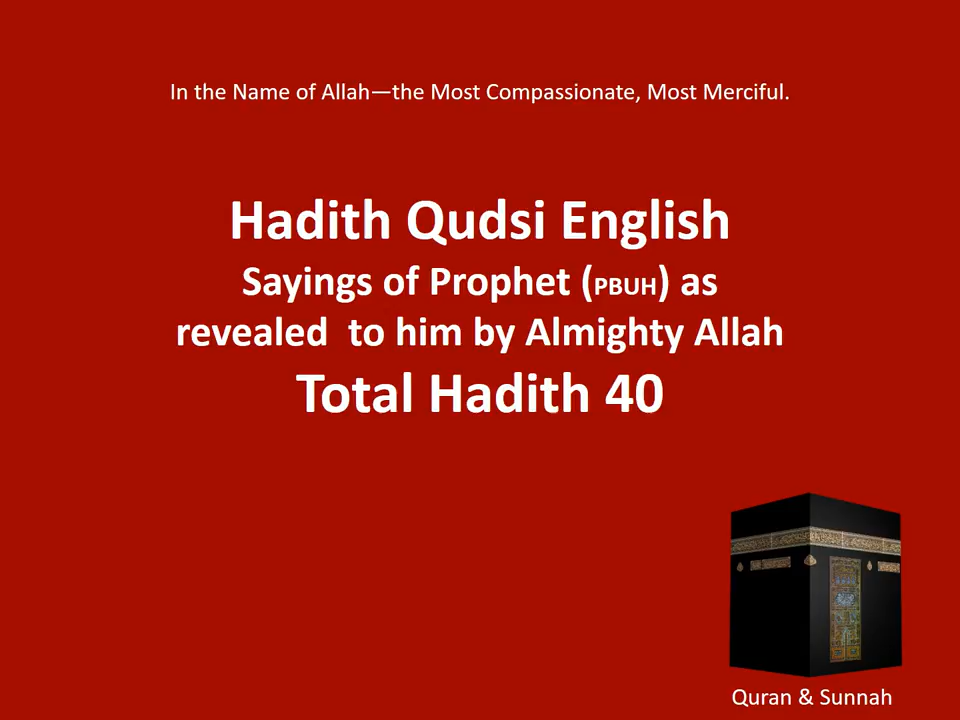 In the Name of Allah—the Most Compassionate, Most Merciful.
Hadith Qudsi English
Sayings of Prophet (PBUH) as
revealed  to him by Almighty Allah
Total Hadith 40
Quran & Sunnah